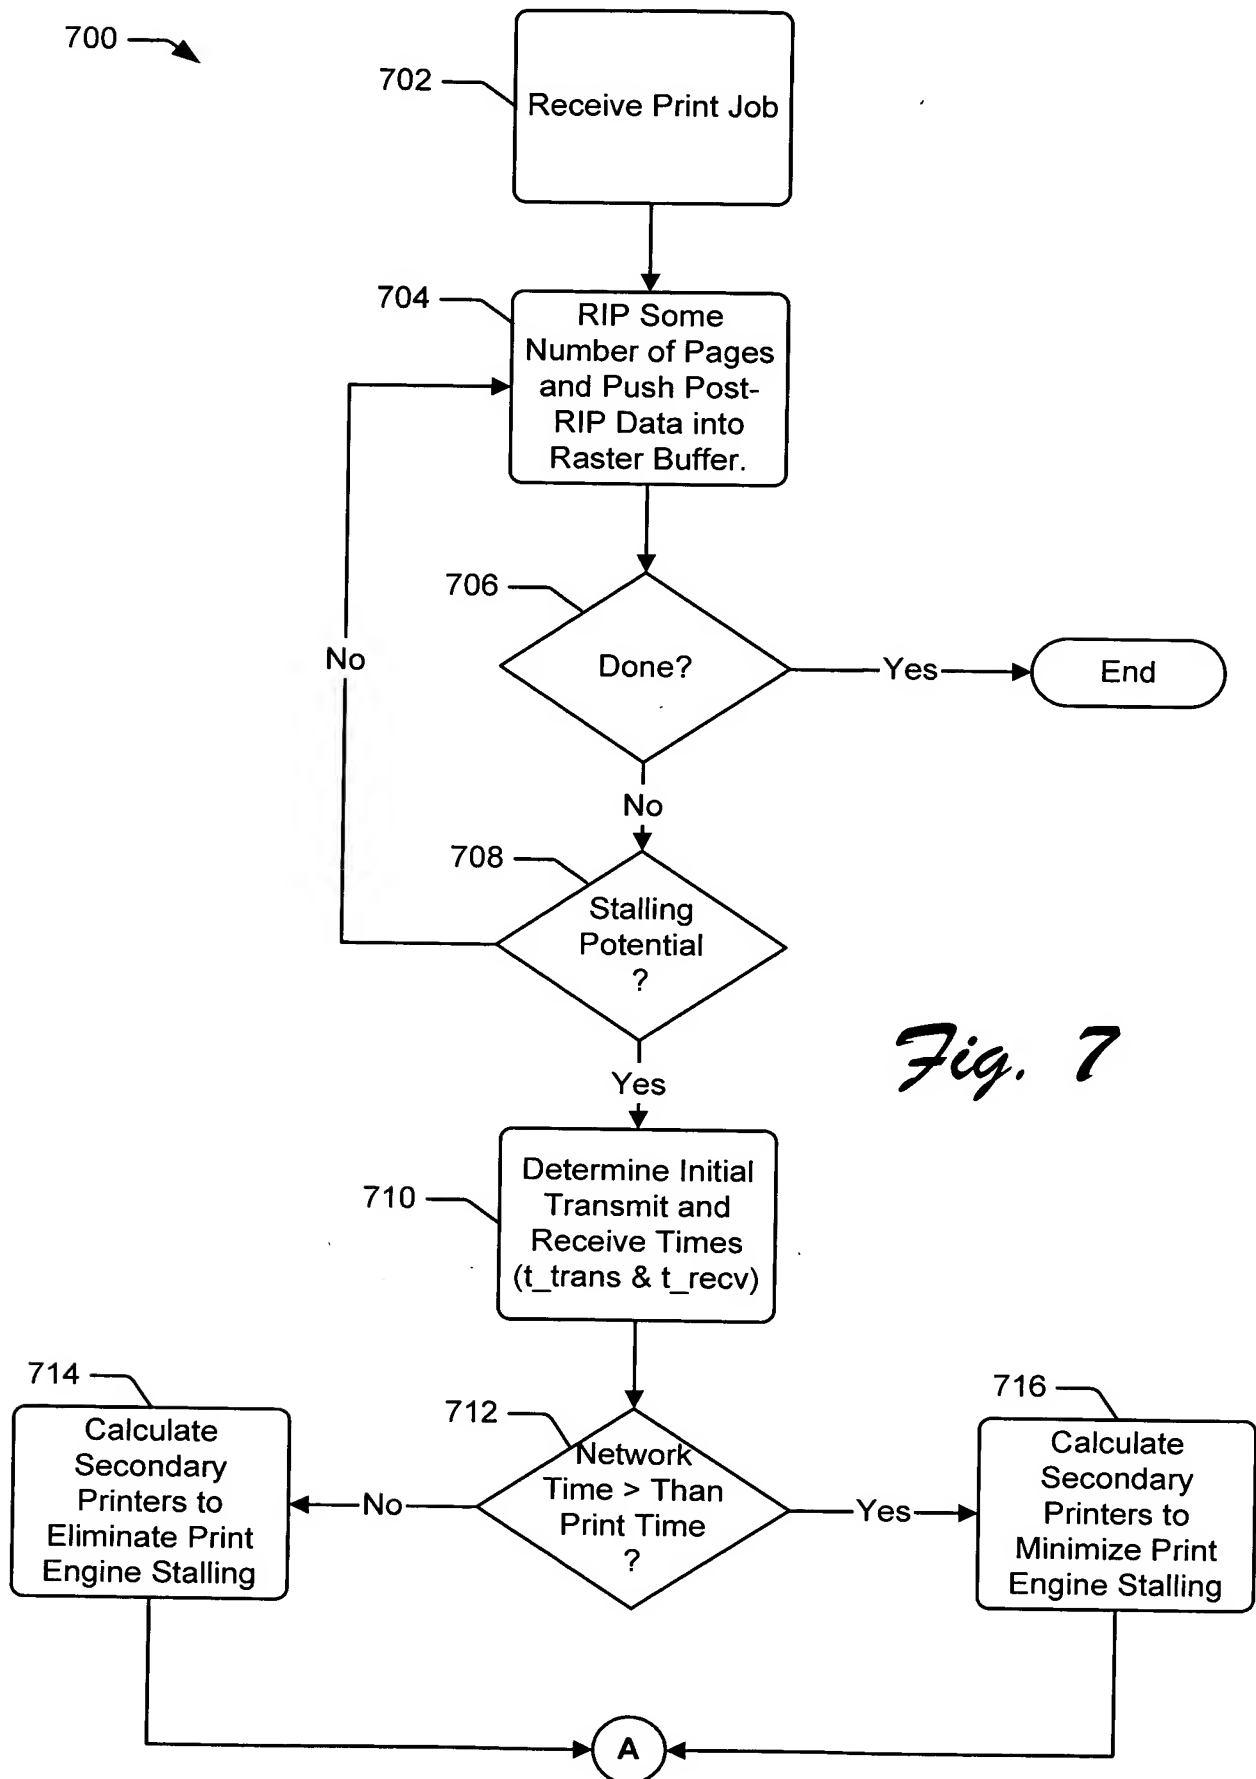 700
702
Receive Print Job
704
RIP Some
Number of Pages
and Push Post-
RIP Data into
Raster Buffer.
706
Done?
Yes
End
No
No
708
Stalling
Potential
?
Fig. 7
Yes
710
Determine Initial
Transmit and
Receive Times
(t_trans & t_recv)
714
Calculate
Secondary
Printers to
Eliminate Print
Engine Stalling
712
Network
Time > Than
Print Time
?
No
Yes
716
Calculate
Secondary
Printers to
Minimize Print
Engine Stalling
A